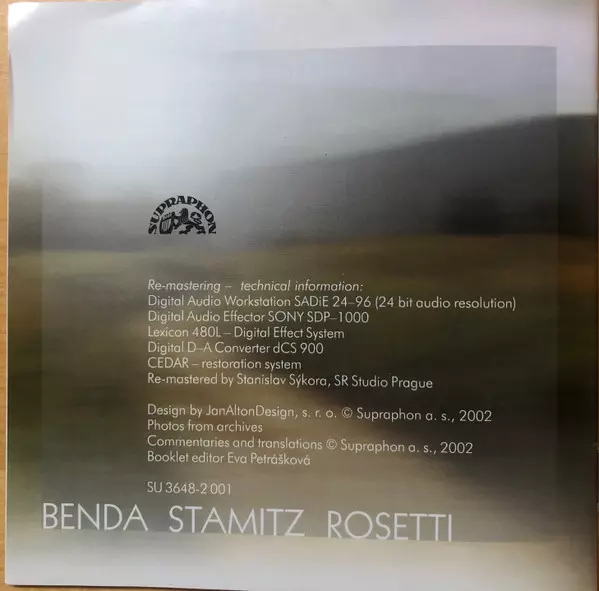 SUPRAPHON
Re-mastering – technical information:
Digital Audio Workstation SADiE 24–96 (24 bit audio resolution)
Digital Audio Effector SONY SDP–1000
Lexicon 480L – Digital Effect System
Digital D–A Converter dCS 900
CEDAR – restoration system
Re-mastered by Stanislav Sýkora, SR Studio Prague
Design by JanAltonDesign, s. r. o. © Supraphon a. s., 2002
Photos from archives
Commentaries and translations © Supraphon a. s., 2002
Booklet editor Eva Petrášková
SU 3648-2 001
BENDA STAMITZ ROSETTI